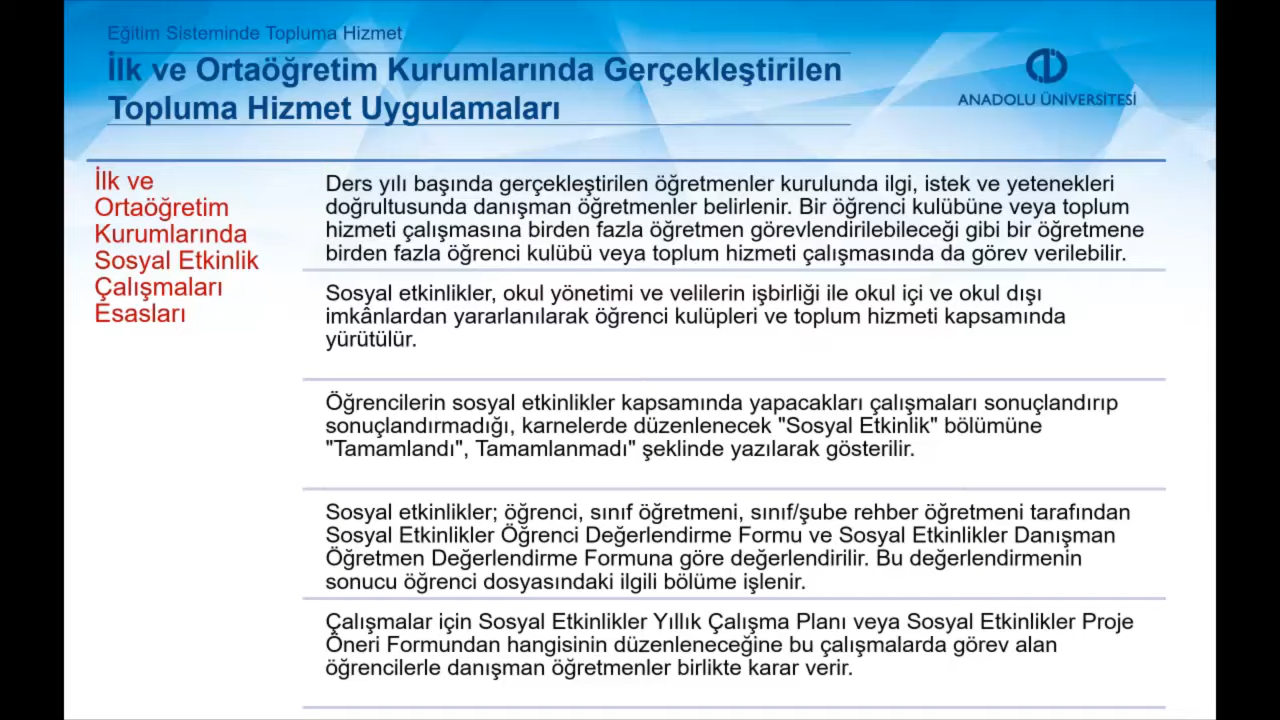 Eğitim Sisteminde Topluma Hizmet
İlk ve Ortaöğretim Kurumlarında Gerçekleştirilen
Topluma Hizmet Uygulamaları
ANADOLU ÜNİVERSİTESİ
İlk ve
Ortaöğretim
Kurumlarında
Sosyal Etkinlik
Çalışmaları
Esasları
Ders yılı başında gerçekleştirilen öğretmenler kurulunda ilgi, istek ve yetenekleri
doğrultusunda danışman öğretmenler belirlenir. Bir öğrenci kulübüne veya toplum
hizmeti çalışmasına birden fazla öğretmen görevlendirilebileceği gibi bir öğretmene
birden fazla öğrenci kulübü veya toplum hizmeti çalışmasında da görev verilebilir.
Sosyal etkinlikler, okul yönetimi ve velilerin işbirliği ile okul içi ve okul dışı
imkânlardan yararlanılarak öğrenci kulüpleri ve toplum hizmeti kapsamında
yürütülür.
Öğrencilerin sosyal etkinlikler kapsamında yapacakları çalışmaları sonuçlandırıp
sonuçlandırmadığı, karnelerde düzenlenecek "Sosyal Etkinlik" bölümüne
"Tamamlandı", Tamamlanmadı" şeklinde yazılarak gösterilir.
Sosyal etkinlikler; öğrenci, sınıf öğretmeni, sınıf/şube rehber öğretmeni tarafından
Sosyal Etkinlikler Öğrenci Değerlendirme Formu ve Sosyal Etkinlikler Danışman
Öğretmen Değerlendirme Formuna göre değerlendirilir. Bu değerlendirmenin
sonucu öğrenci dosyasındaki ilgili bölüme işlenir.
Çalışmalar için Sosyal Etkinlikler Yıllık Çalışma Planı veya Sosyal Etkinlikler Proje
Öneri Formundan hangisinin düzenleneceğine bu çalışmalarda görev alan
öğrencilerle danışman öğretmenler birlikte karar verir.